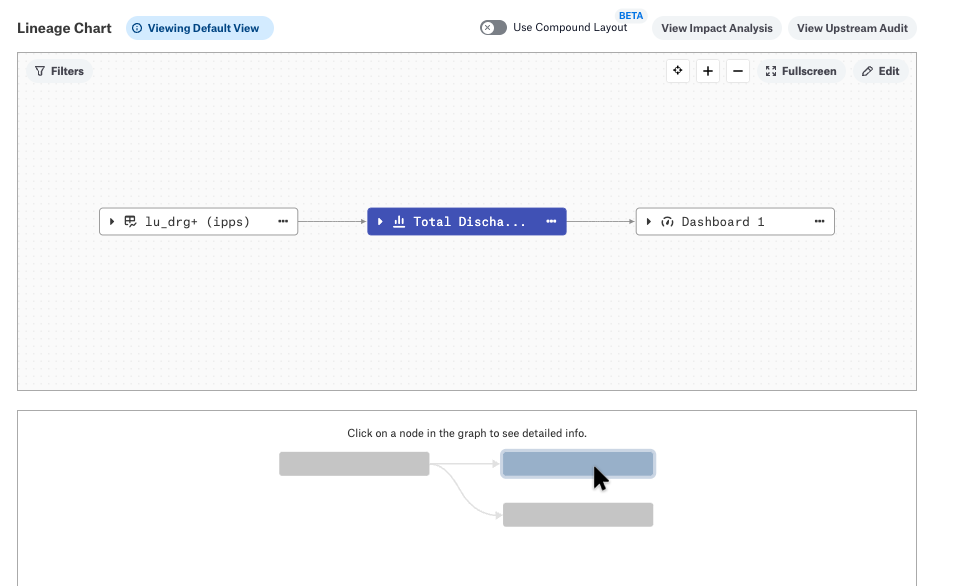 Lineage Chart
Viewing Default View
Use Compound Layout
BETA
View Impact Analysis
View Upstream Audit
Filters
Fullscreen
Edit
lu_drg+ (ipps)
Total Discha...
Dashboard 1
Click on a node in the graph to see detailed info.